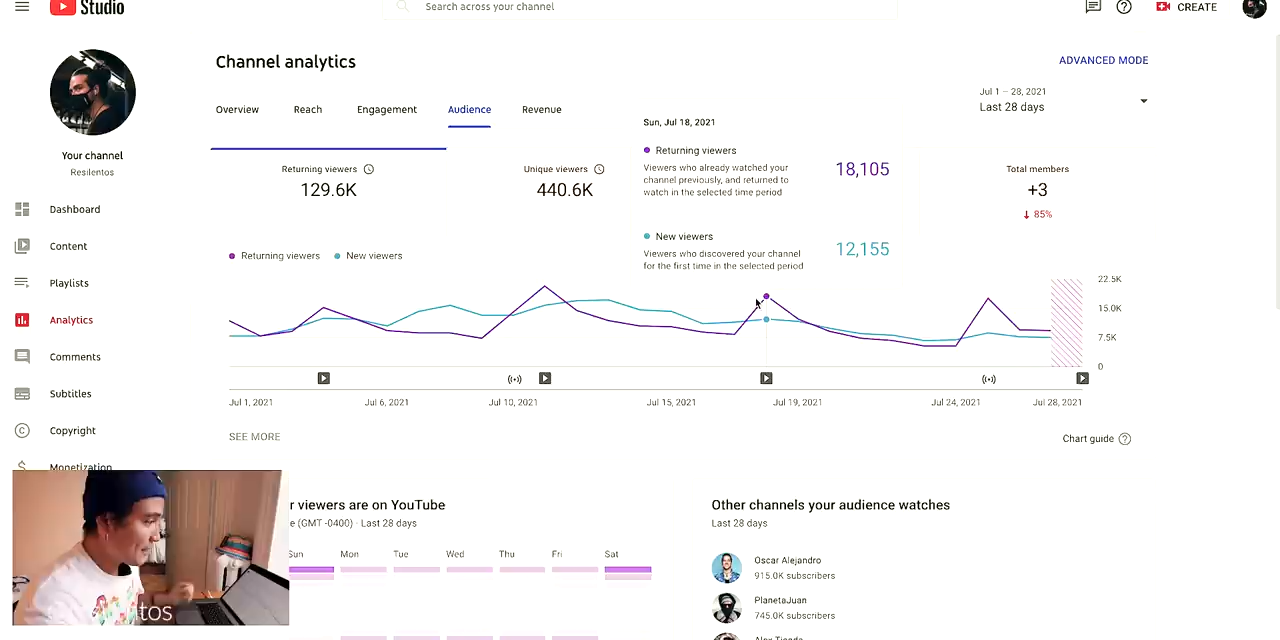 Studio
Search across your content
CREATE
Channel analytics
ADVANCED MODE
Jul 1 – 28, 2021
Last 28 days
Overview
Reach
Engagement
Audience
Revenue
Sun, Jul 18, 2021
Returning viewers
Viewers who already watched your
channel previously, and returned to
watch in the selected time period
18,105
New viewers
Viewers who discovered your channel
for the first time in the selected period
12,155
Returning viewers
129.6K
Unique viewers
440.6K
Total members
+3
85%
Your channel
Resilentos
Dashboard
Content
Playlists
Analytics
Comments
Subtitles
Copyright
Monetization
Returning viewers
New viewers
22.5K
15.0K
7.5K
0
Jul 1, 2021
Jul 6, 2021
Jul 10, 2021
Jul 15, 2021
Jul 19, 2021
Jul 24, 2021
Jul 28, 2021
SEE MORE
Chart guide
r viewers are on YouTube
e (GMT -0400) · Last 28 days
Sun
Mon
Tue
Wed
Thu
Fri
Sat
Other channels your audience watches
Last 28 days
Oscar Alejandro
915.0K subscribers
PlanetaJuan
745.0K subscribers